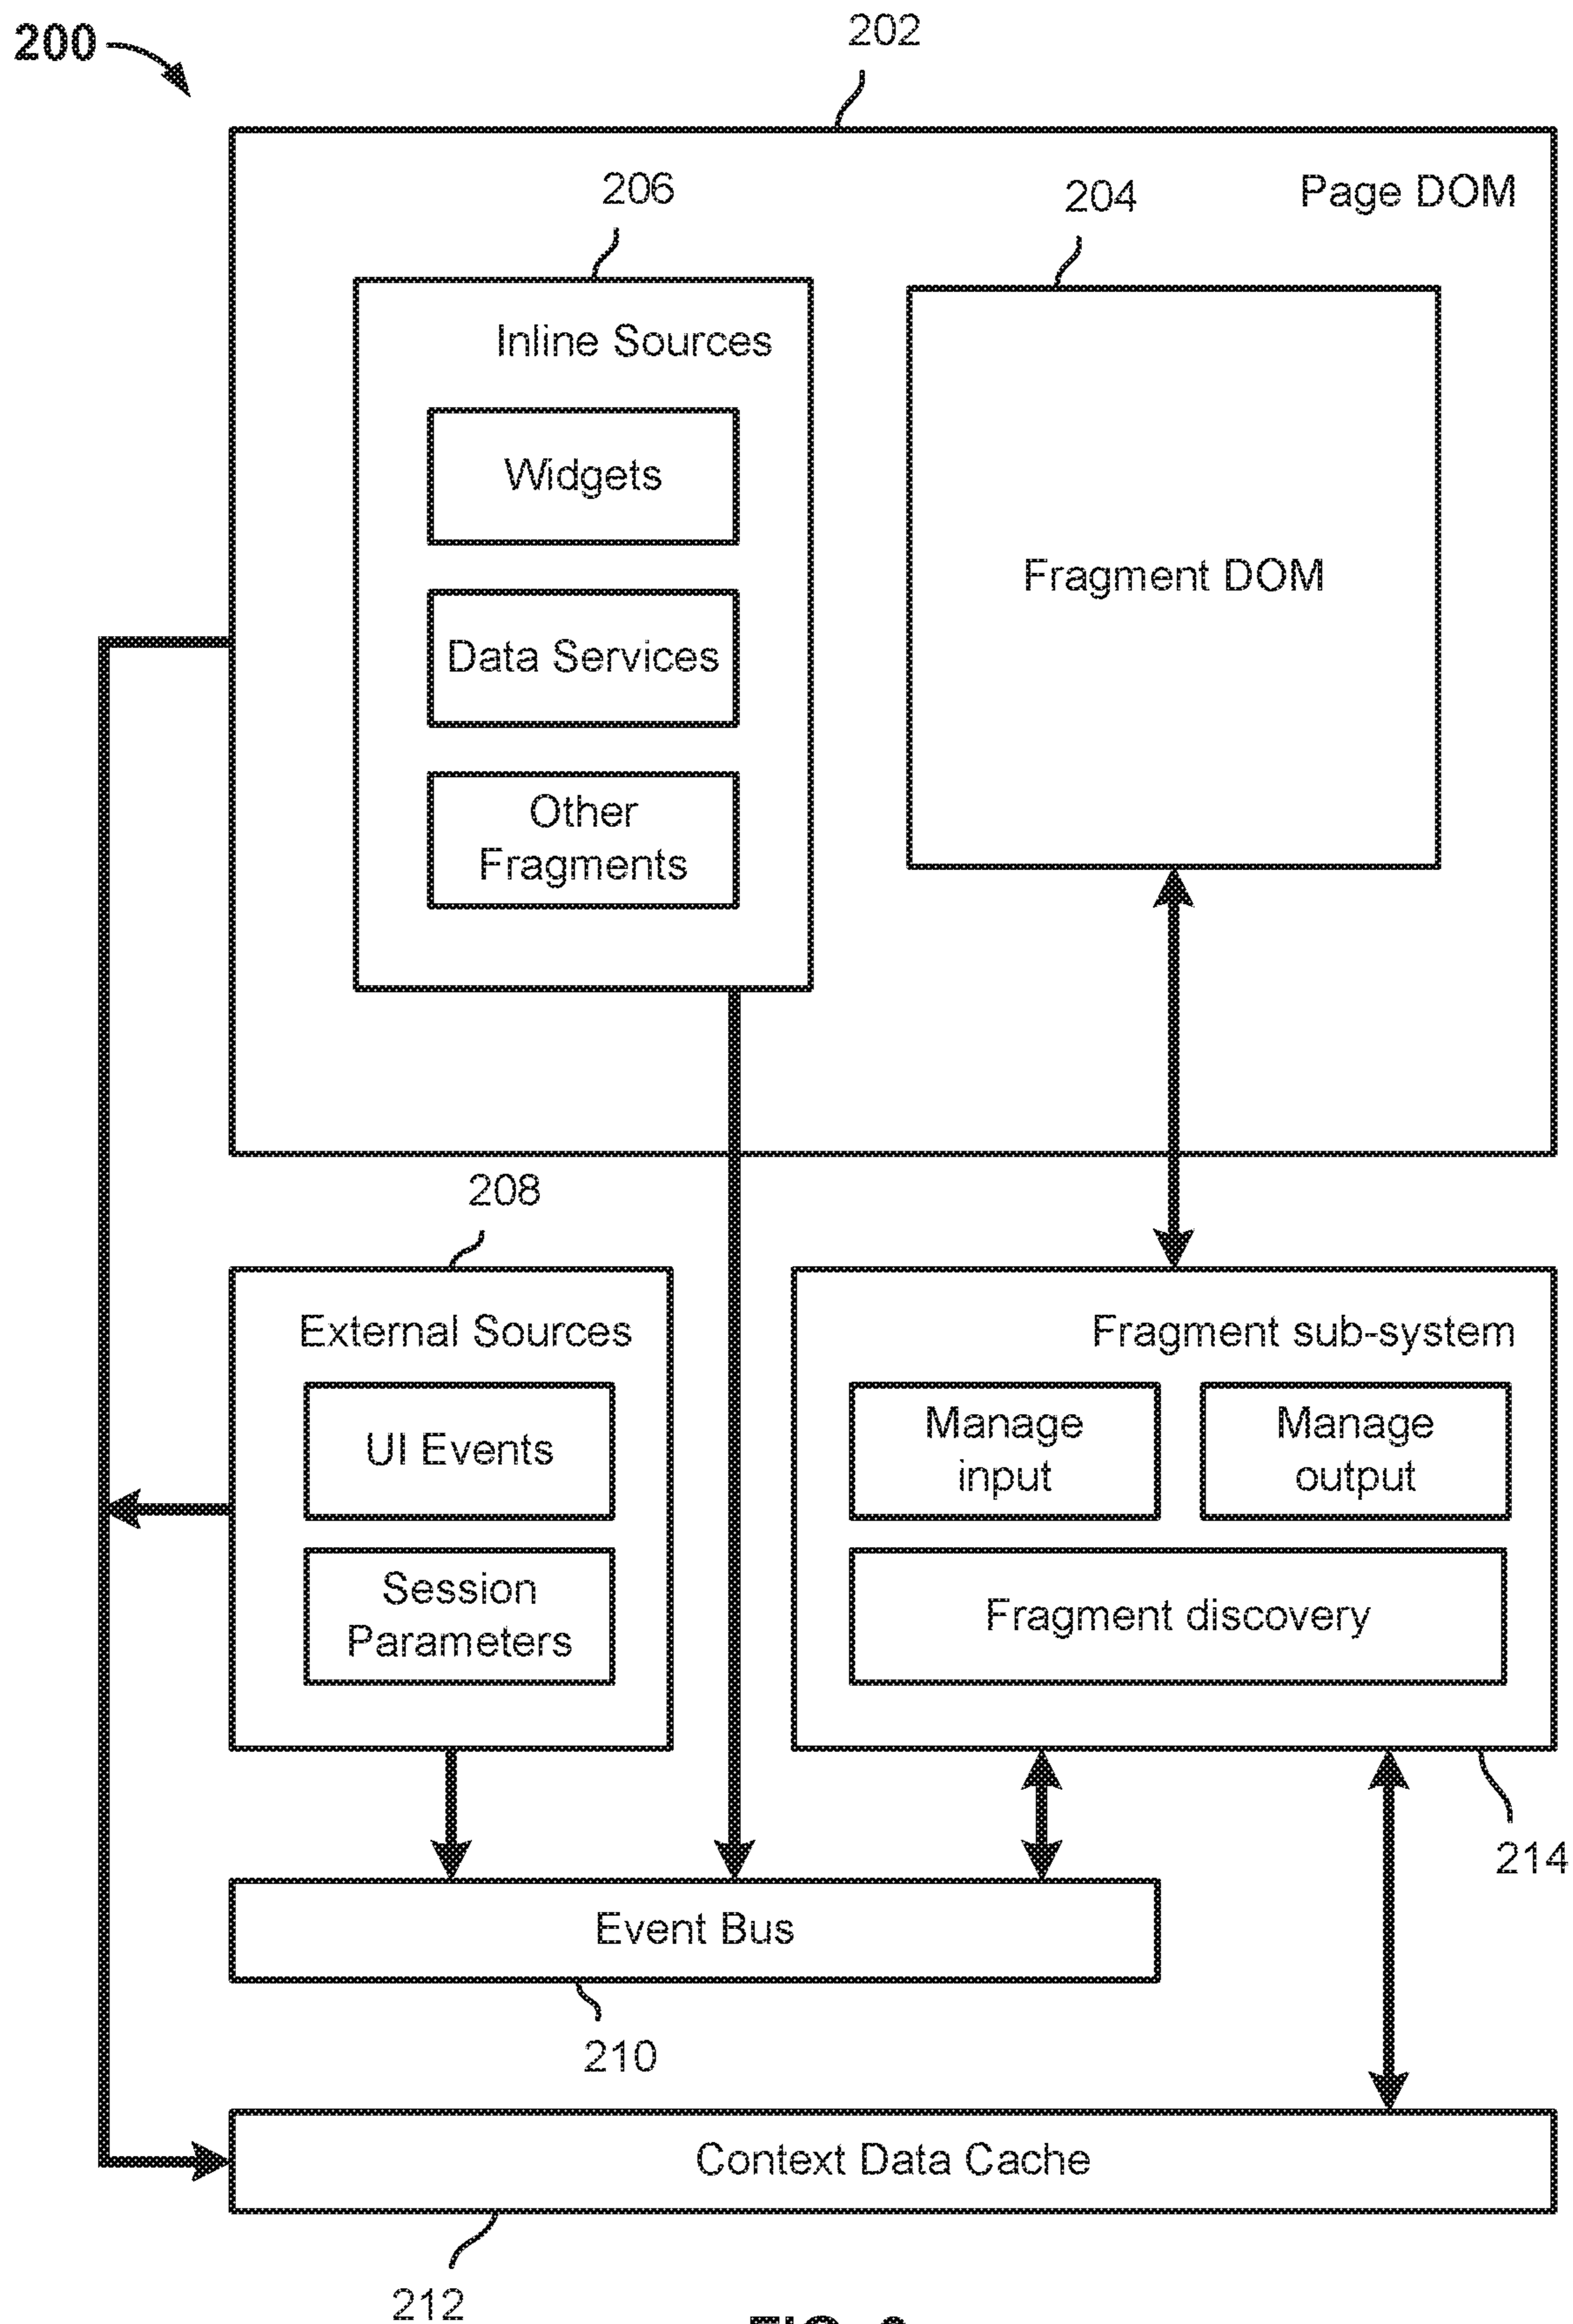 200
202
206
204
Page DOM
Inline Sources
Widgets
Data Services
Other
Fragments
Fragment DOM
208
External Sources
UI Events
Session
Parameters
Fragment sub-system
Manage
input
Manage
output
Fragment discovery
214
Event Bus
210
Context Data Cache
212